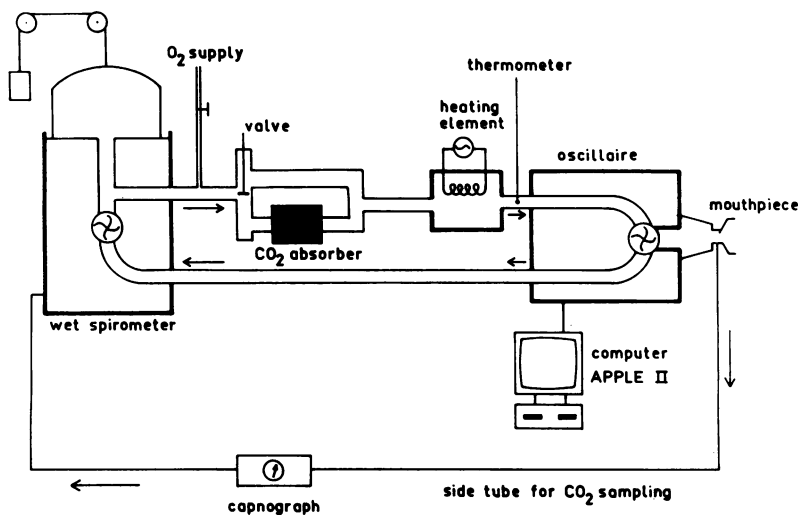 O₂ supply
thermometer
valve
heating
element
oscillaire
mouthpiece
CO₂ absorber
wet spirometer
computer
APPLE II
capnograph
side tube for CO₂ sampling